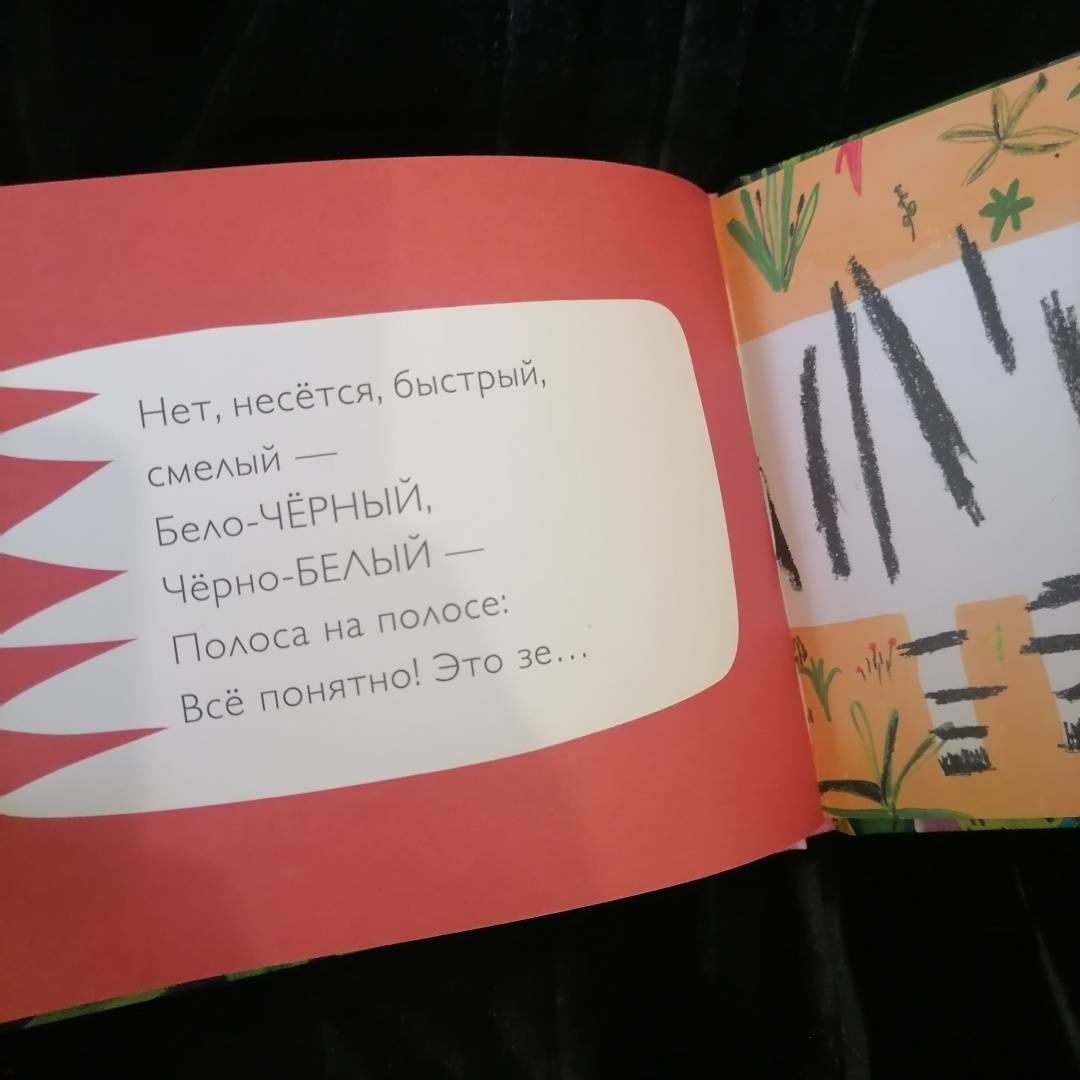 Нет, несётся, быстрый,
смелый —
Бело-ЧЁРНЫЙ,
Чёрно-БЕЛЫЙ —
Полоса на полосе:
Всё понятно! Это зе...